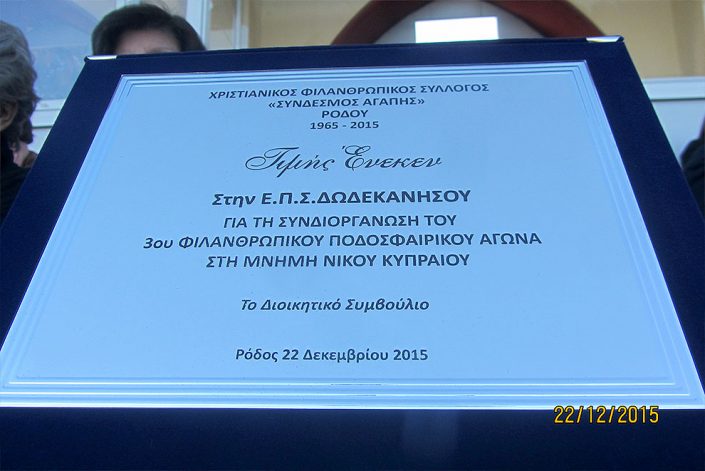 ΧΡΙΣΤΙΑΝΙΚΟΣ ΦΙΛΑΝΘΡΩΠΙΚΟΣ ΣΥΛΛΟΓΟΣ
«ΣΥΝΔΕΣΜΟΣ ΑΓΑΠΗΣ»
ΡΟΔΟΥ
1965 - 2015
Τιμής Ἕνεκεν
Στην Ε.Π.Σ.ΔΩΔΕΚΑΝΗΣΟΥ
ΓΙΑ ΤΗ ΣΥΝΔΙΟΡΓΑΝΩΣΗ ΤΟΥ
3ου ΦΙΛΑΝΘΡΩΠΙΚΟΥ ΠΟΔΟΣΦΑΙΡΙΚΟΥ ΑΓΩΝΑ
ΣΤΗ ΜΝΗΜΗ ΝΙΚΟΥ ΚΥΠΡΑΙΟΥ
Το Διοικητικό Συμβούλιο
Ρόδος 22 Δεκεμβρίου 2015
22/12/2015